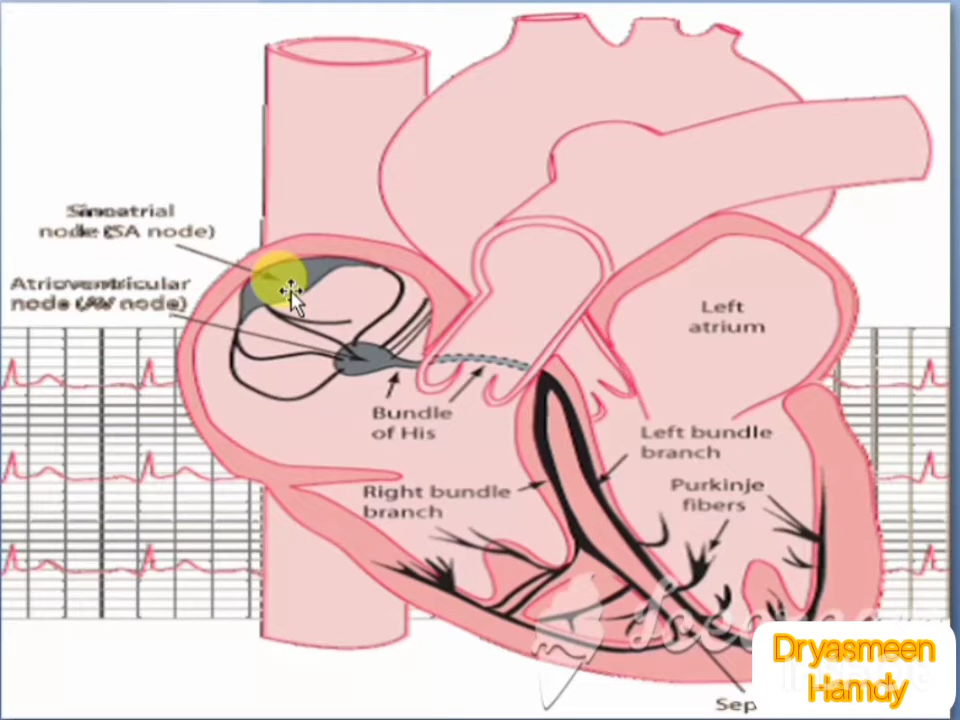 Sinoatrial
node (SA node)
Atrioventricular
node (AV node)
Left
atrium
Bundle
of His
Left bundle
branch
Right bundle
branch
Purkinje
fibers
Sep
Dryasmeen
Hamdy